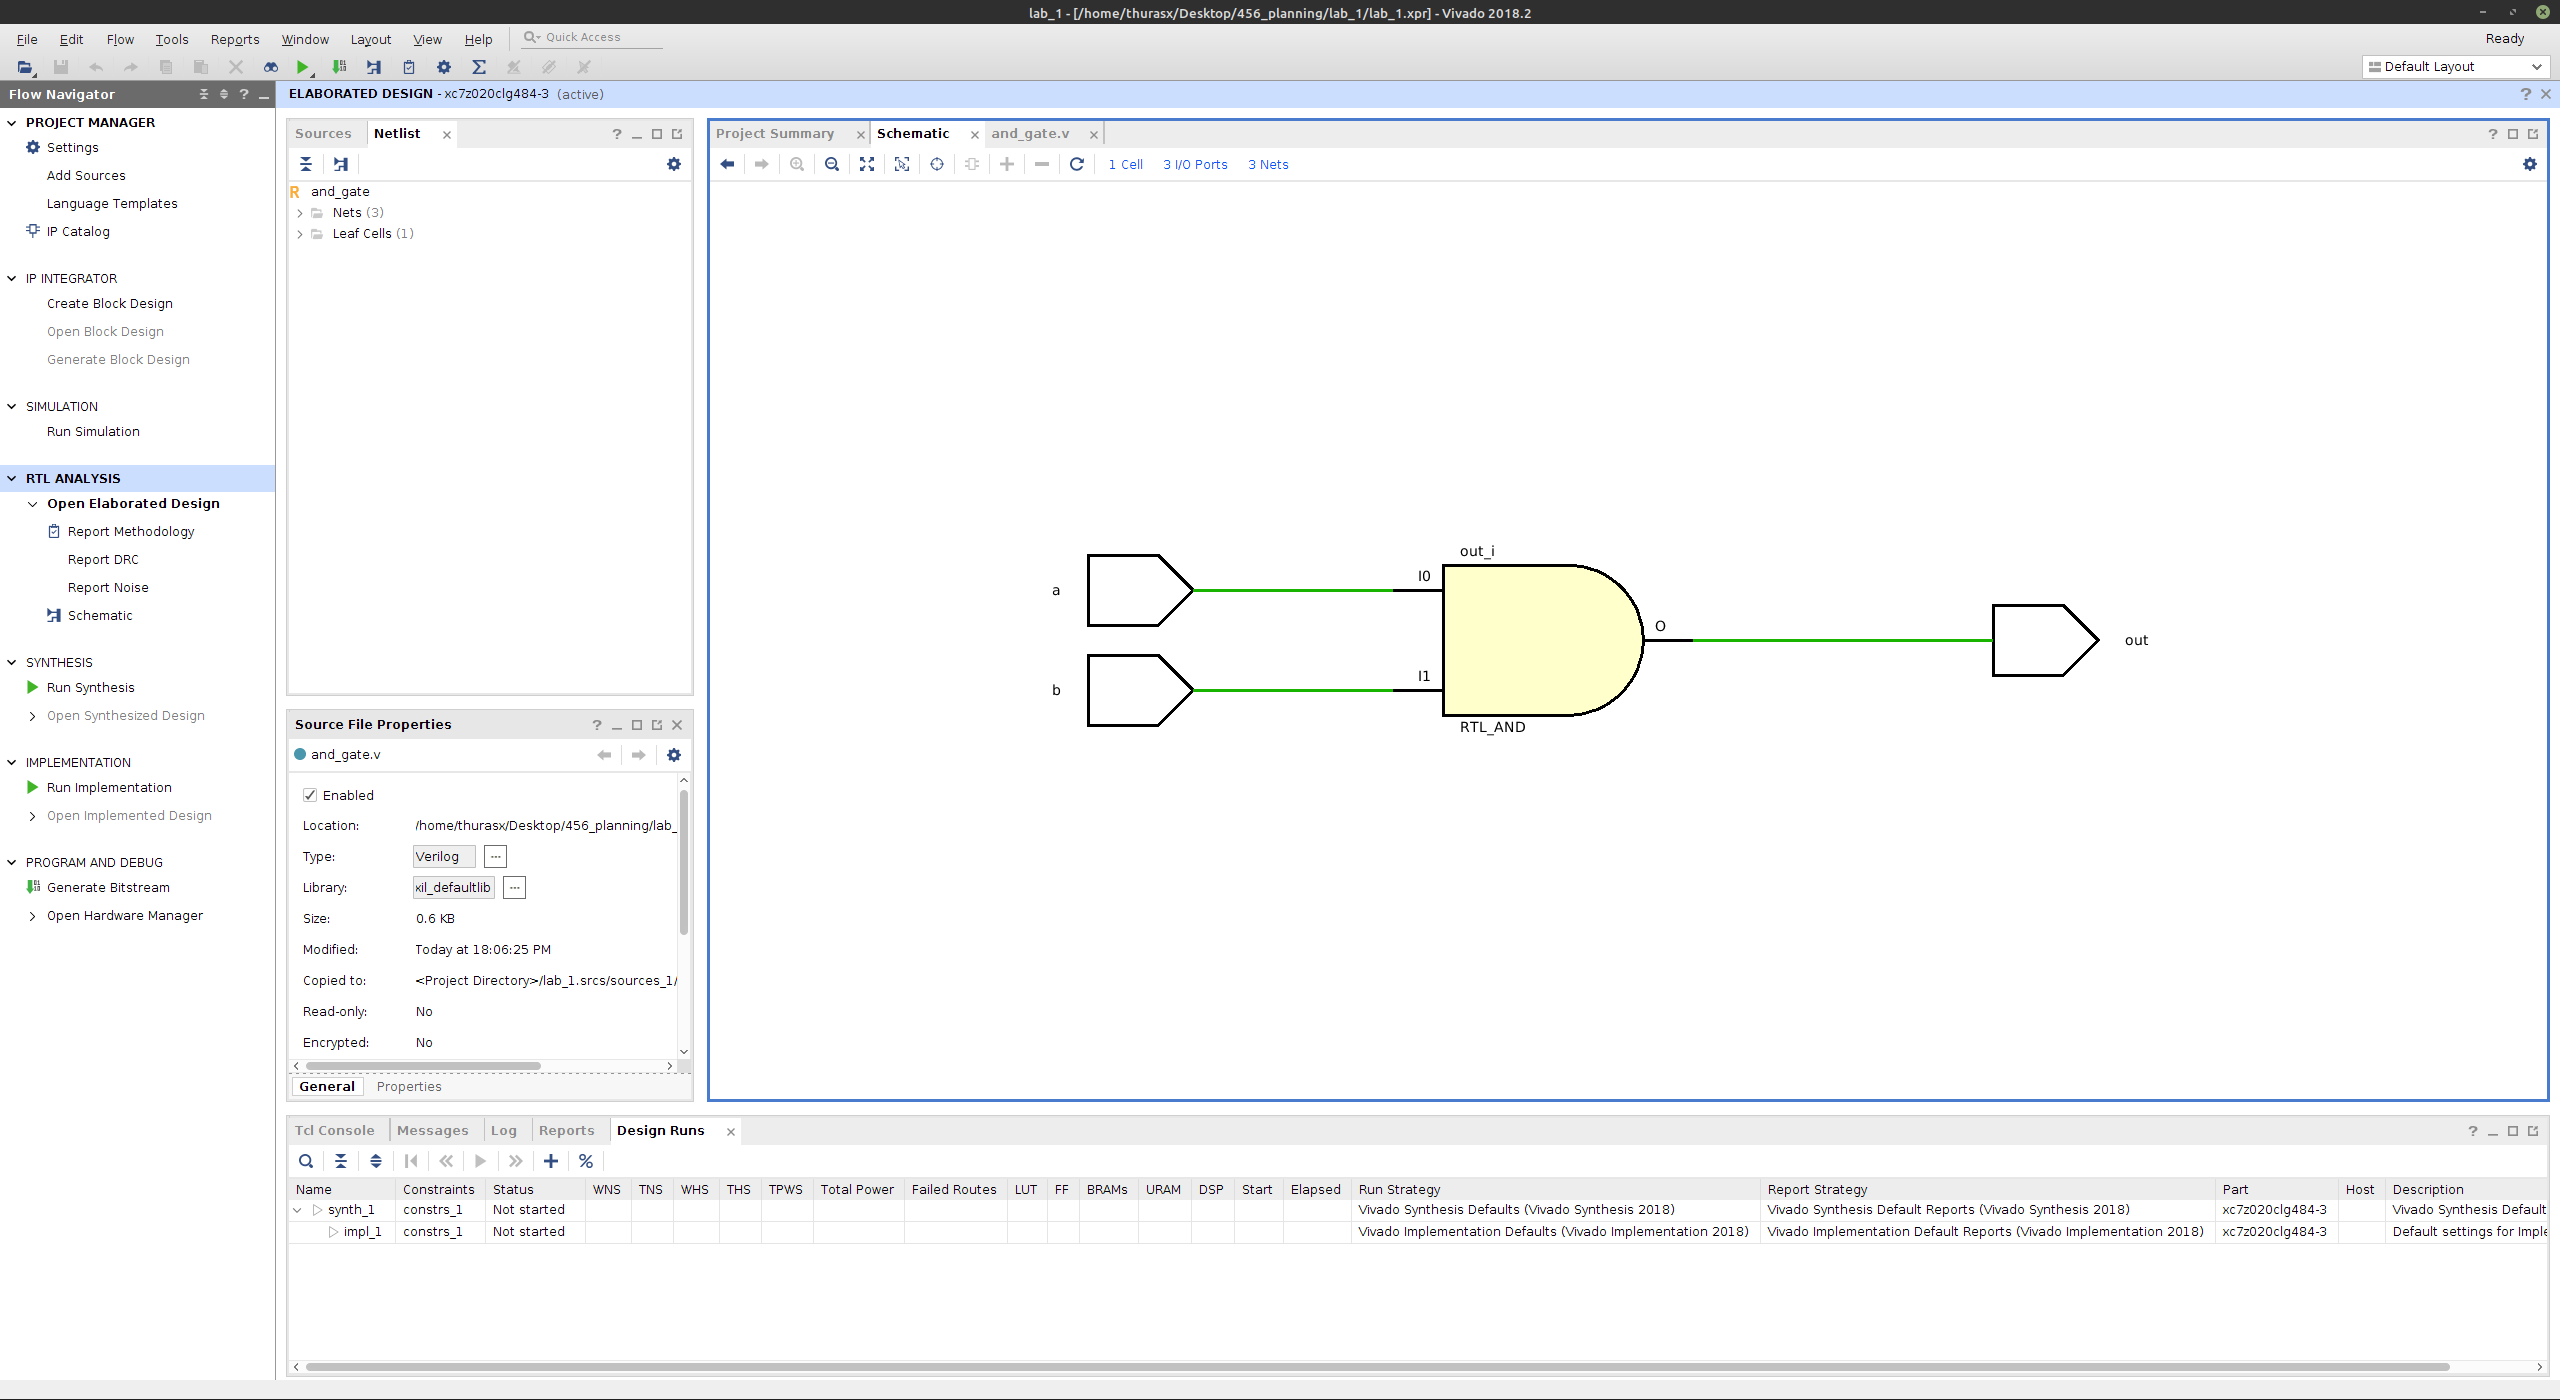 lab_1 - [/home/thurasx/Desktop/456_planning/lab_1/lab_1.xpr] - Vivado 2018.2
File Edit Flow Tools Reports Window Layout View Help Quick Access Ready
Default Layout
Flow Navigator
ELABORATED DESIGN - xc7z020clg484-3 (active)
PROJECT MANAGER
Settings
Add Sources
Language Templates
IP Catalog
IP INTEGRATOR
Create Block Design
Open Block Design
Generate Block Design
SIMULATION
Run Simulation
RTL ANALYSIS
Open Elaborated Design
Report Methodology
Report DRC
Report Noise
Schematic
SYNTHESIS
Run Synthesis
Open Synthesized Design
IMPLEMENTATION
Run Implementation
Open Implemented Design
PROGRAM AND DEBUG
Generate Bitstream
Open Hardware Manager
Sources Netlist
R and_gate
Nets (3)
Leaf Cells (1)
Source File Properties
and_gate.v
Enabled
Location: /home/thurasx/Desktop/456_planning/lab_
Type: Verilog ...
Library: xil_defaultlib ...
Size: 0.6 KB
Modified: Today at 18:06:25 PM
Copied to: <Project Directory>/lab_1.srcs/sources_1/
Read-only: No
Encrypted: No
General Properties
Project Summary Schematic and_gate.v
1 Cell 3 I/O Ports 3 Nets
out_i
a I0
O
out
b I1
RTL_AND
Tcl Console Messages Log Reports Design Runs
Name Constraints Status WNS TNS WHS THS TPWS Total Power Failed Routes LUT FF BRAMs URAM DSP Start Elapsed Run Strategy Report Strategy Part Host Description
synth_1 constrs_1 Not started Vivado Synthesis Defaults (Vivado Synthesis 2018) Vivado Synthesis Default Reports (Vivado Synthesis 2018) xc7z020clg484-3 Vivado Synthesis Default
impl_1 constrs_1 Not started Vivado Implementation Defaults (Vivado Implementation 2018) Vivado Implementation Default Reports (Vivado Implementation 2018) xc7z020clg484-3 Default settings for Imple